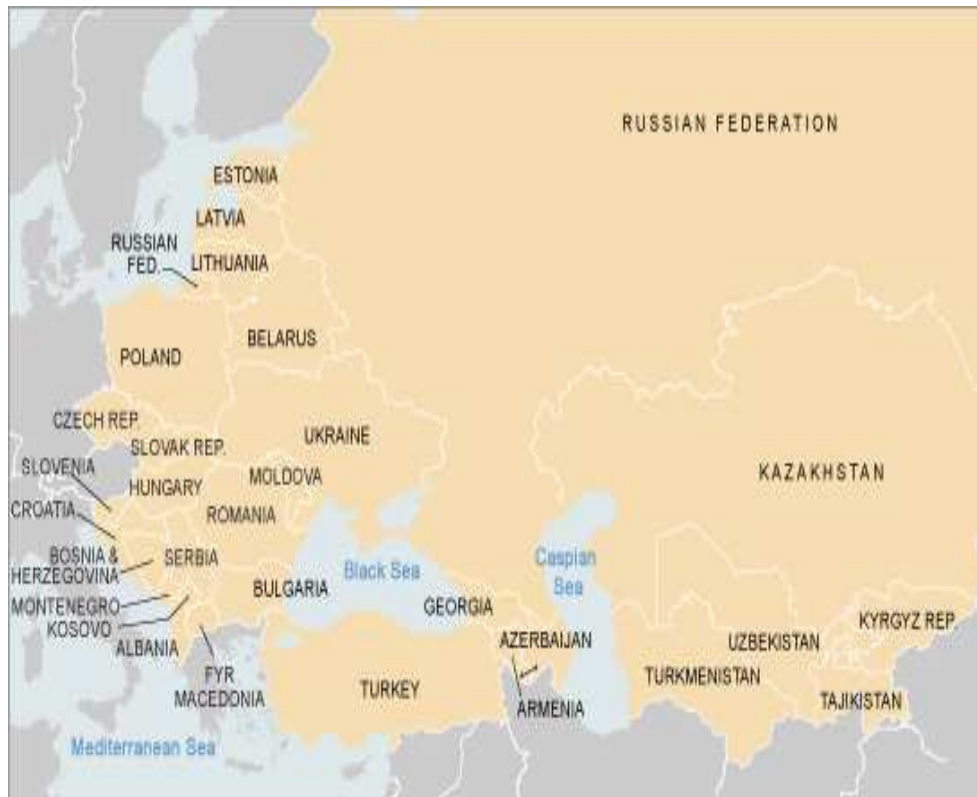 RUSSIAN FEDERATION
ESTONIA
LATVIA
RUSSIAN
FED.
LITHUANIA
BELARUS
POLAND
CZECH REP.
UKRAINE
SLOVAK REP.
SLOVENIA
MOLDOVA
HUNGARY
KAZAKHSTAN
CROATIA
ROMANIA
BOSNIA &
HERZEGOVINA
SERBIA
Black Sea
Caspian
Sea
BULGARIA
MONTENEGRO
GEORGIA
KOSOVO
KYRGYZ REP.
ALBANIA
AZERBAIJAN
UZBEKISTAN
FYR
MACEDONIA
TURKEY
TURKMENISTAN
ARMENIA
TAJIKISTAN
Mediterranean Sea